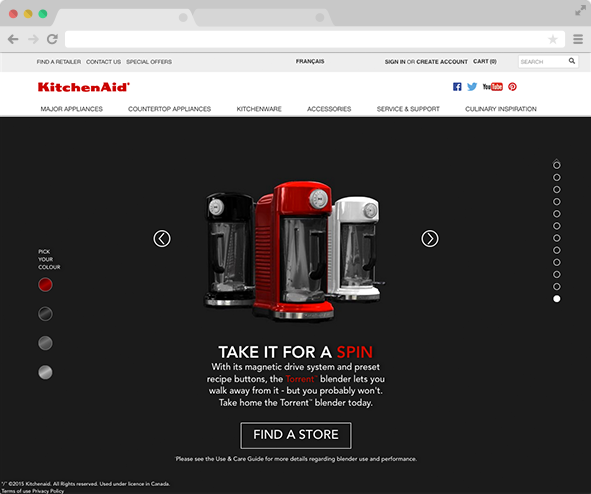 FIND A RETAILER CONTACT US SPECIAL OFFERS FRANÇAIS SIGN IN OR CREATE ACCOUNT CART (0) SEARCH
KitchenAid®
You Tube
MAJOR APPLIANCES COUNTERTOP APPLIANCES KITCHENWARE ACCESSORIES SERVICE & SUPPORT CULINARY INSPIRATION
PICK
YOUR
COLOUR
TAKE IT FOR A SPIN
With its magnetic drive system and preset
recipe buttons, the Torrent™ blender lets you
walk away from it - but you probably won't.
Take home the Torrent™ blender today.
FIND A STORE
Please see the Use & Care Guide for more details regarding blender use and performance.
®/™ ©2015 Kitchenaid. All Rights reserved. Used under licence in Canada.
Terms of use Privacy Policy